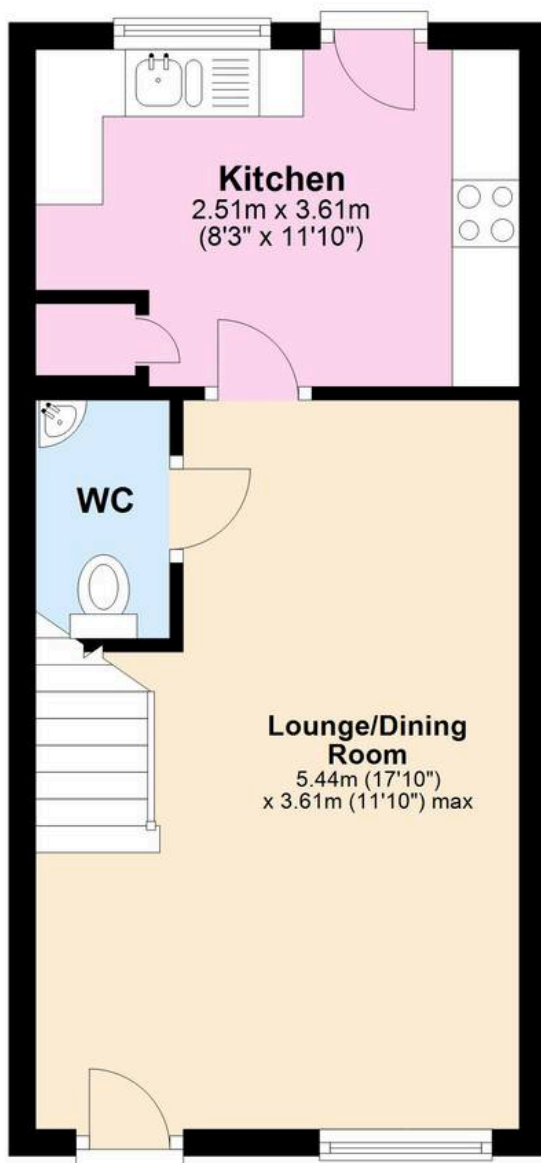 Kitchen
2.51m x 3.61m
(8'3" x 11'10")
WC
Lounge/Dining
Room
5.44m (17'10")
x 3.61m (11'10") max